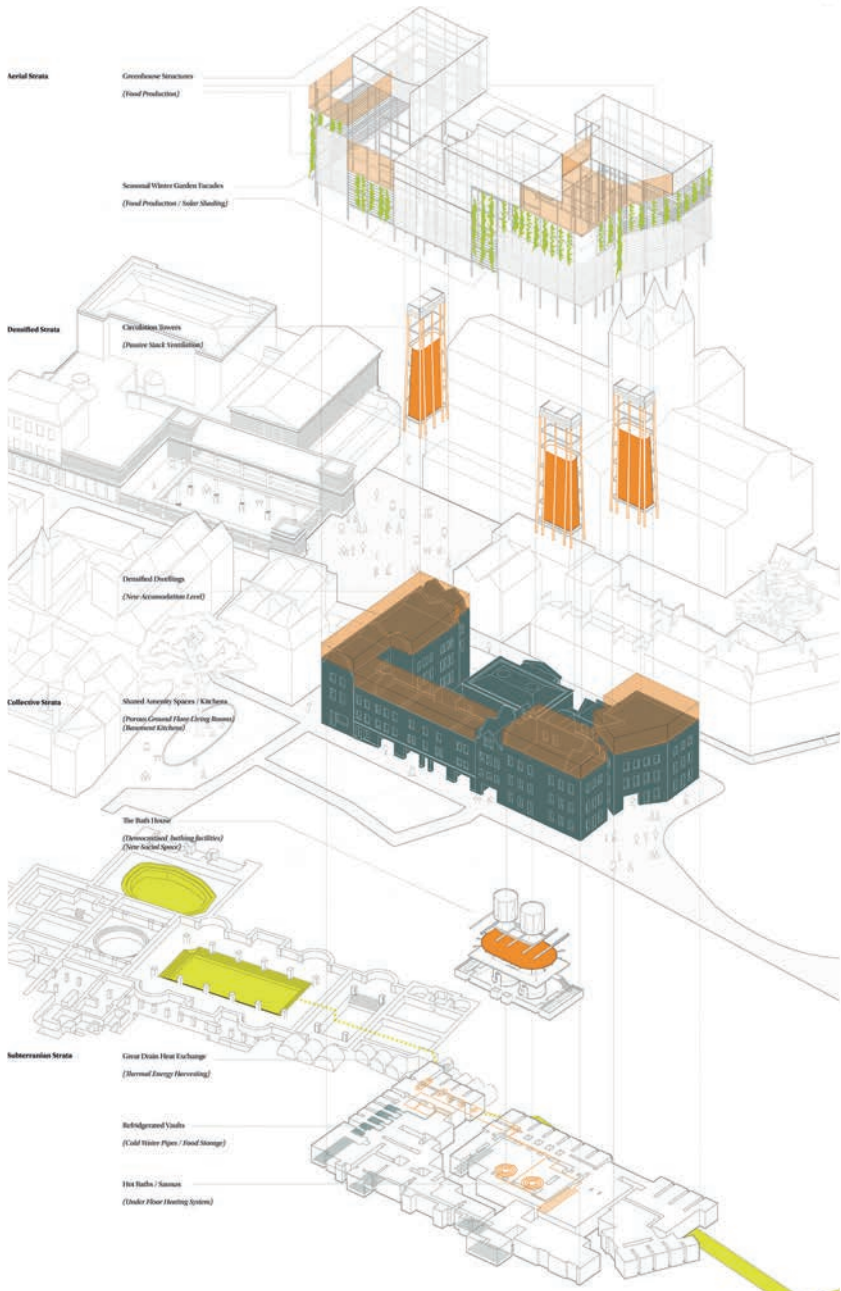 Aerial Strata
Greenhouse Structures
(Food Production)
Seasonal Winter Garden Facades
(Food Production / Solar Shading)
Densified Strata
Circulation Towers
(Passive Stack Ventilation)
Densified Dwellings
(New Accomodation Level)
Collective Strata
Shared Amenity Spaces / Kitchens
(Porous Ground Floor Living Rooms)
(Basement Kitchens)
The Bath House
(Democratised bathing facilities)
(New Social Space)
Subterranian Strata
Great Drain Heat Exchange
(Thermal Energy Harvesting)
Refridgerated Vaults
(Cold Water Pipes / Food Storage)
Hot Baths / Saunas
(Under Floor Heating System)